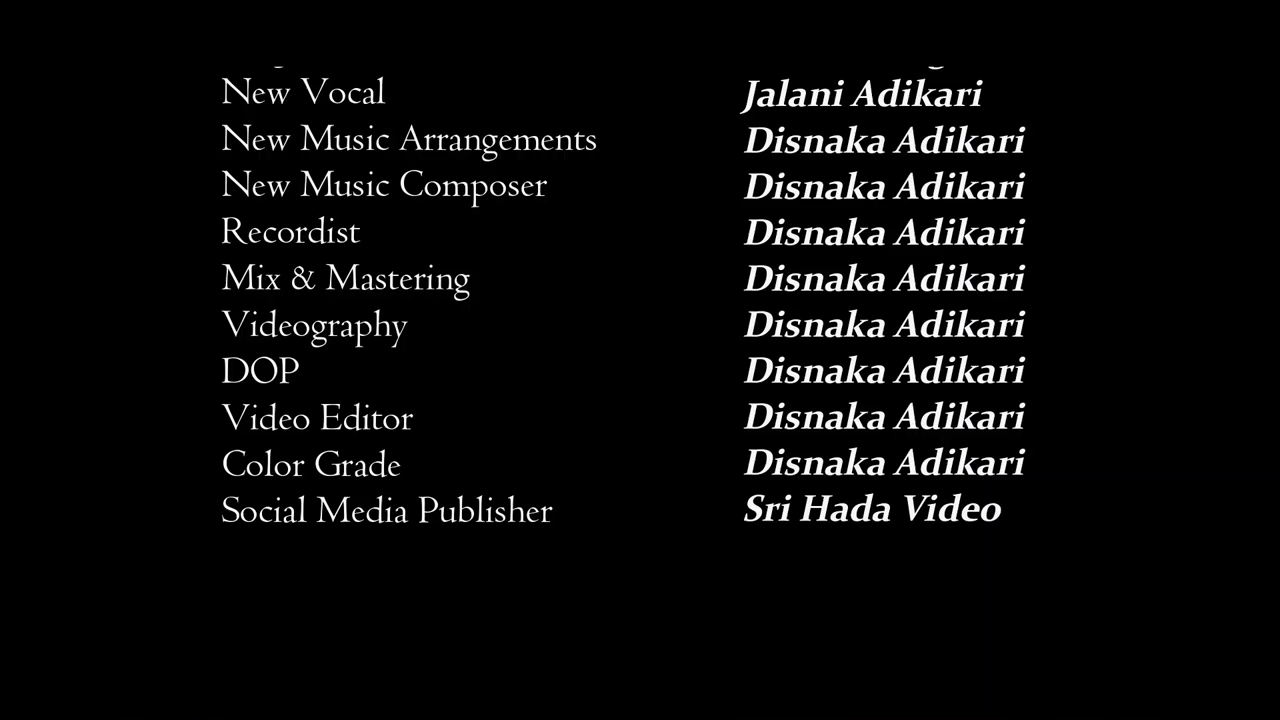 New Vocal Jalani Adikari
New Music Arrangements Disnaka Adikari
New Music Composer Disnaka Adikari
Recordist Disnaka Adikari
Mix & Mastering Disnaka Adikari
Videography Disnaka Adikari
DOP Disnaka Adikari
Video Editor Disnaka Adikari
Color Grade Disnaka Adikari
Social Media Publisher Sri Hada Video